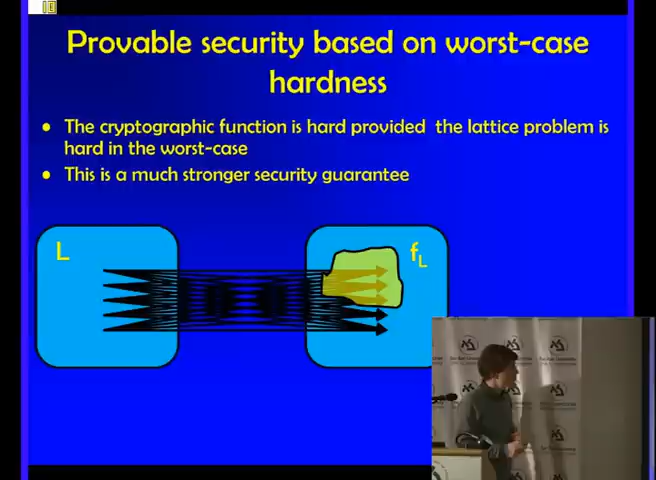 Provable security based on worst-case
hardness
• The cryptographic function is hard provided the lattice problem is
hard in the worst-case
• This is a much stronger security guarantee
L
fL